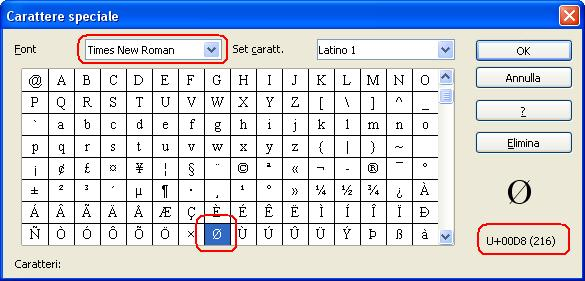 Carattere speciale
Font Times New Roman Set caratt. Latino 1 OK
@ A B C D E F G H I J K L M N O
Annulla
P Q R S T U V W X Y Z [ \ ] ^ _
` a b c d e f g h i j k l m n o
?
p q r s t u v w x y z { | } ~
Elimina
¡ ¢ £ ¤ ¥ ¦ § ¨ © ª « ¬ - ® ¯ °
± ² ³ ´ µ ¶ · ¸ ¹ º » ¼ ½ ¾ ¿ À
Ø
Á Â Ã Ä Å Æ Ç È É Ê Ë Ì Í Î Ï Ð
Ñ Ò Ó Ô Õ Ö × Ø Ù Ú Û Ü Ý Þ ß à
U+00D8 (216)
Caratteri: